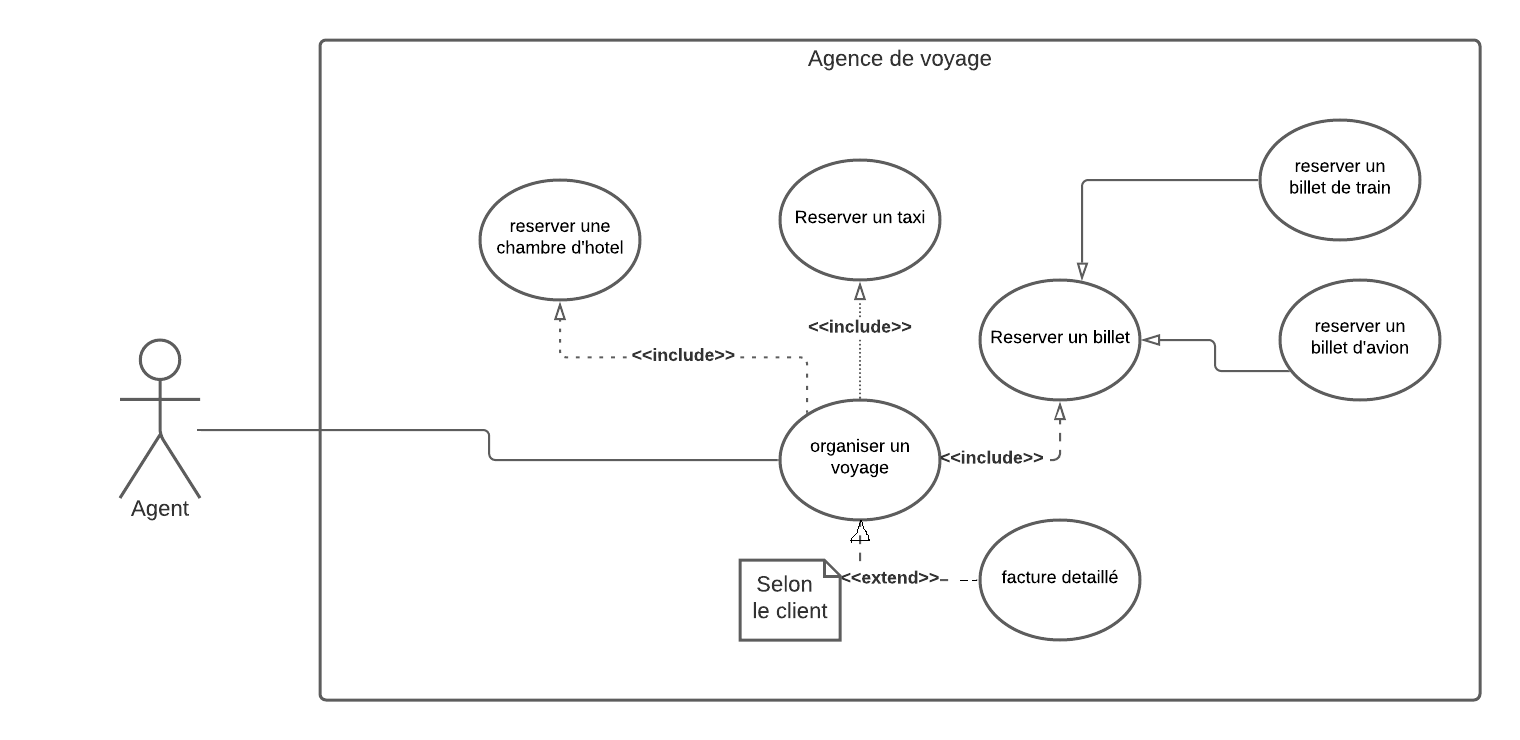 Agence de voyage
reserver un
billet de train
Reserver un taxi
reserver une
chambre d'hotel
<<include>>
Reserver un billet
reserver un
billet d'avion
<<include>>
organiser un
voyage
<<include>>
Agent
Selon
le client
<<extend>>
facture detaillé